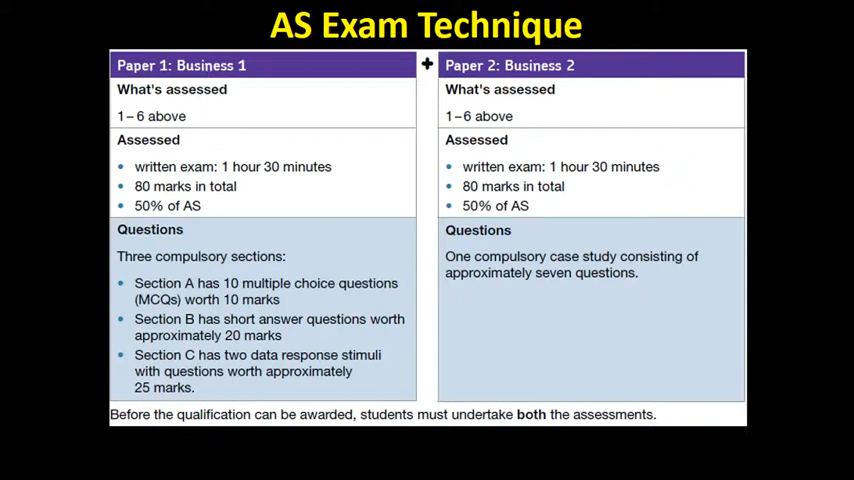 AS Exam Technique
Paper 1: Business 1
What's assessed
1–6 above
Assessed
• written exam: 1 hour 30 minutes
• 80 marks in total
• 50% of AS
Questions
Three compulsory sections:
• Section A has 10 multiple choice questions
(MCQs) worth 10 marks
• Section B has short answer questions worth
approximately 20 marks
• Section C has two data response stimuli
with questions worth approximately
25 marks.
+
Paper 2: Business 2
What's assessed
1–6 above
Assessed
• written exam: 1 hour 30 minutes
• 80 marks in total
• 50% of AS
Questions
One compulsory case study consisting of
approximately seven questions.
Before the qualification can be awarded, students must undertake both the assessments.